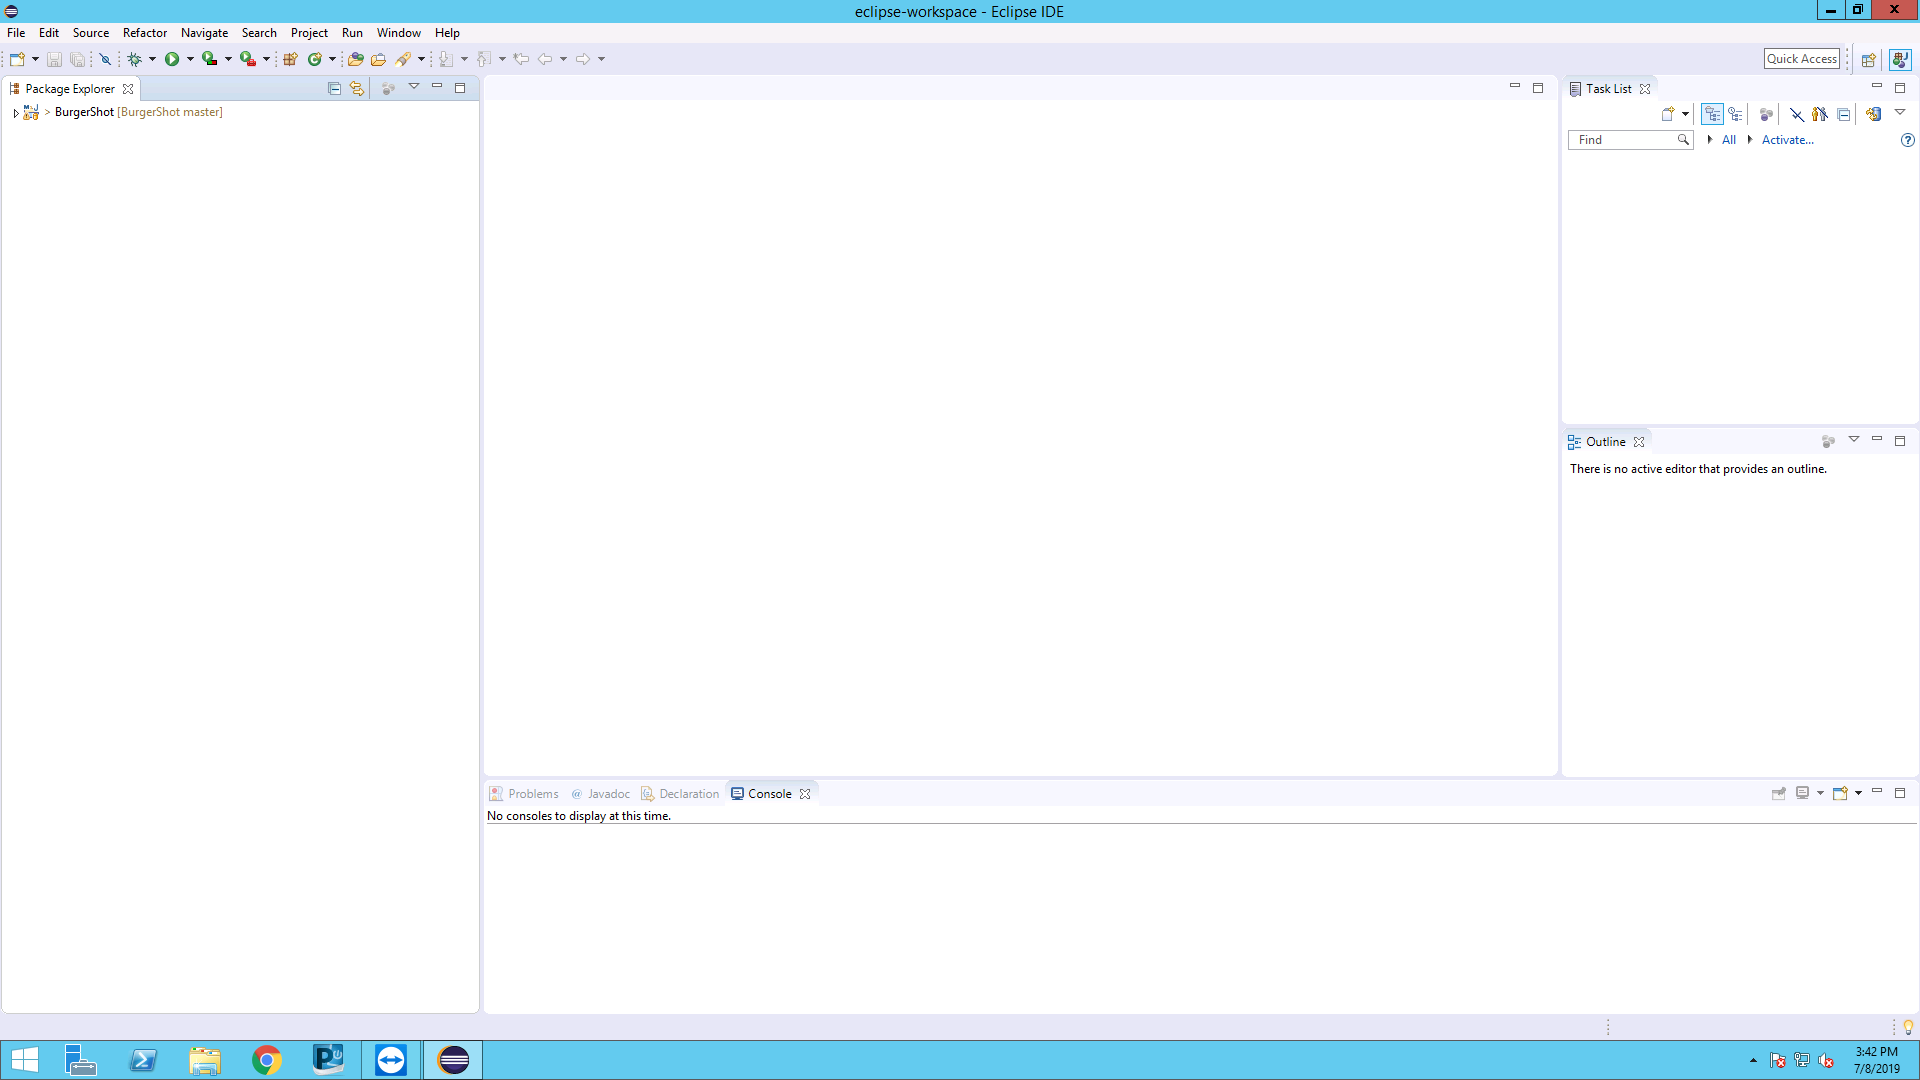 eclipse-workspace - Eclipse IDE
File Edit Source Refactor Navigate Search Project Run Window Help
Quick Access
Package Explorer
> BurgerShot [BurgerShot master]
Task List
Find
All
Activate...
Outline
There is no active editor that provides an outline.
Problems
@ Javadoc
Declaration
Console
No consoles to display at this time.
3:42 PM
7/8/2019